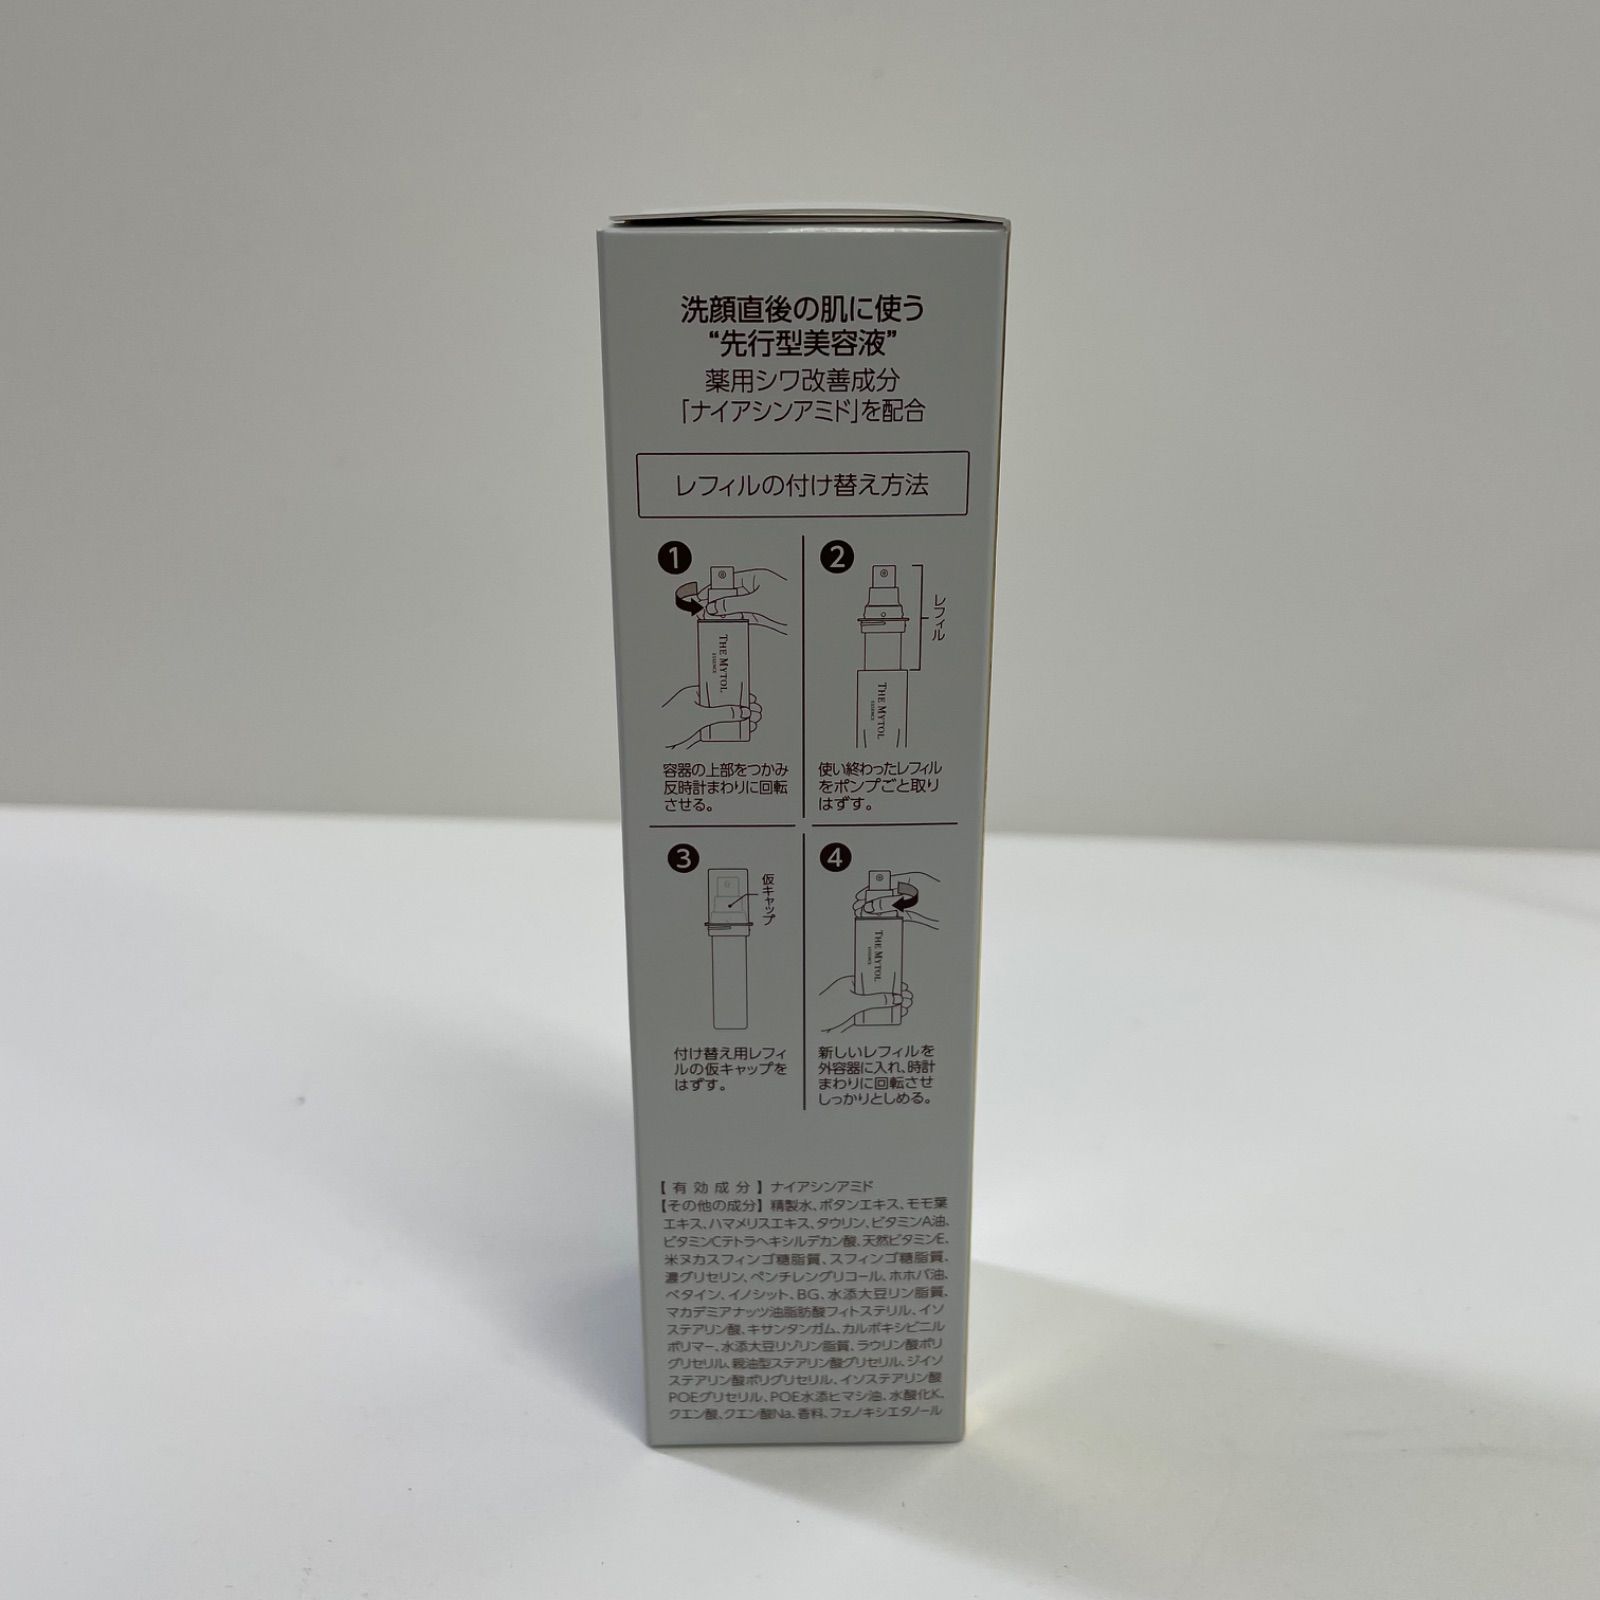 洗顔直後の肌に使う
“先行型美容液”
薬用シワ改善成分
「ナイアシンアミド」を配合
レフィルの付け替え方法
1
THE MYTOL
ESSENCE
容器の上部をつかみ
反時計まわりに回転
させる。
2
レフィル
THE MYTOL
ESSENCE
使い終わったレフィル
をポンプごと取り
はずす。
3
仮キャップ
付け替え用レフィ
ルの仮キャップを
はずす。
4
THE MYTOL
ESSENCE
新しいレフィルを
外容器に入れ、時計
まわりに回転させ
しっかりとしめる。
【有効成分】ナイアシンアミド
【その他の成分】精製水、ボタンエキス、モモ葉
エキス、ハマメリスエキス、タウリン、ビタミンA油、
ビタミンCテトラヘキシルデカン酸、天然ビタミンE、
米ヌカスフィンゴ糖脂質、スフィンゴ糖脂質、
濃グリセリン、ペンチレングリコール、ホホバ油、
ベタイン、イノシット、BG、水添大豆リン脂質、
マカデミアナッツ油脂肪酸フィトステリル、イソ
ステアリン酸、キサンタンガム、カルボキシビニル
ポリマー、水添大豆リゾリン脂質、ラウリン酸ポリ
グリセリル、親油型ステアリン酸グリセリル、ジイソ
ステアリン酸ポリグリセリル、イソステアリン酸
POEグリセリル、POE水添ヒマシ油、水酸化K、
クエン酸、クエン酸Na、香料、フェノキシエタノール